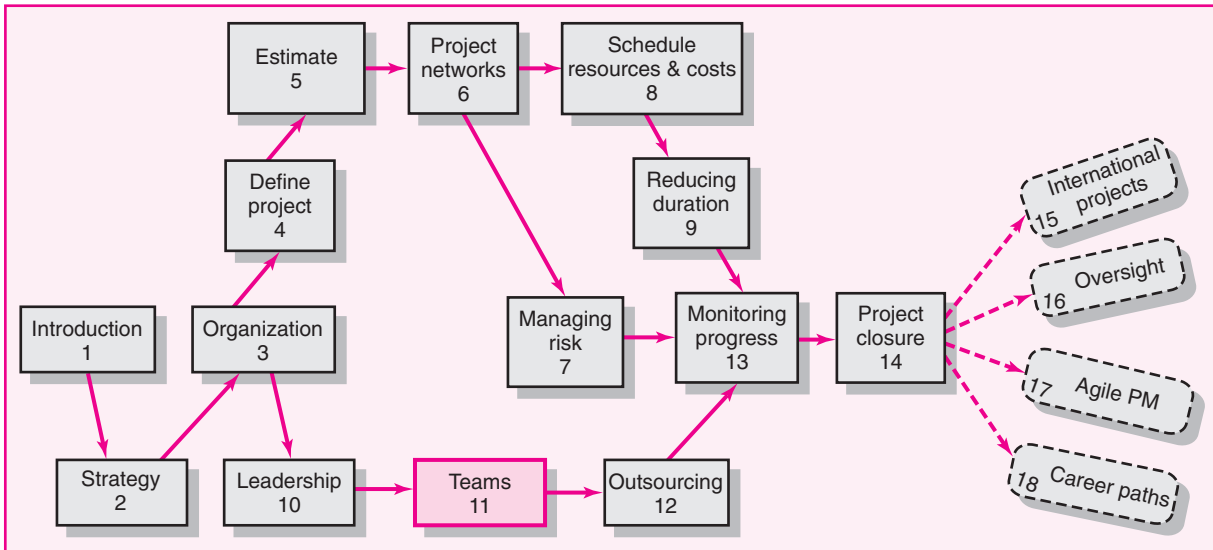 Estimate
5
Project
networks
6
Schedule
resources & costs
8
Define
project
4
Reducing
duration
9
International
projects
15
Oversight
16
Introduction
1
Organization
3
Managing
risk
7
Monitoring
progress
13
Project
closure
14
Agile PM
17
Strategy
2
Leadership
10
Teams
11
Outsourcing
12
Career paths
18